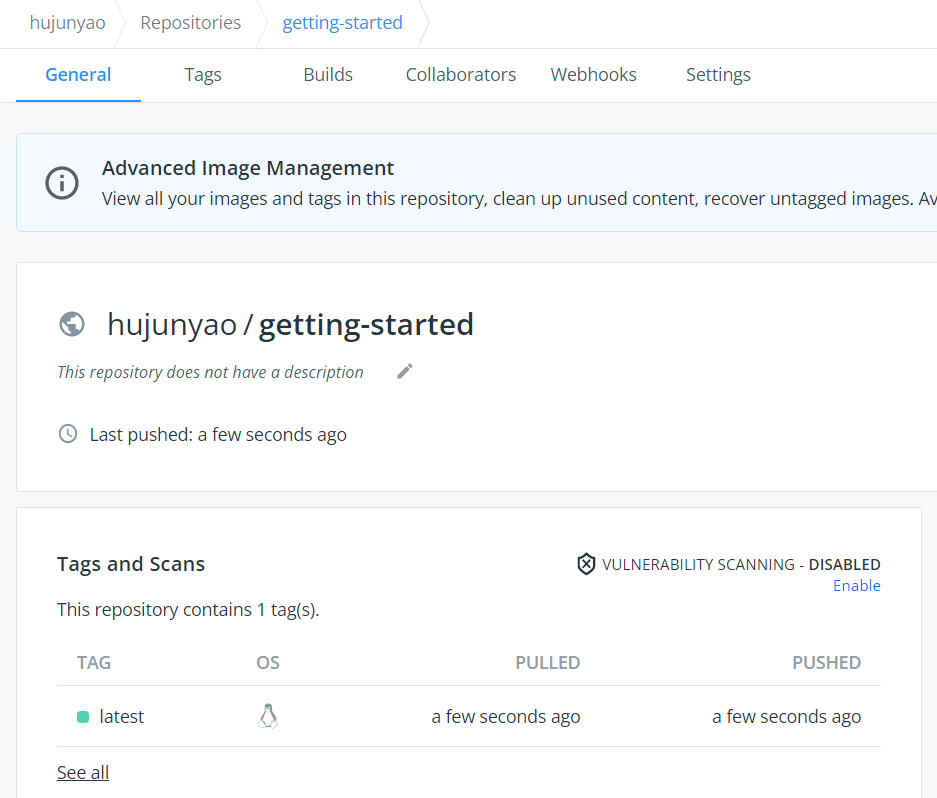 hujunyao Repositories getting-started
General Tags Builds Collaborators Webhooks Settings
Advanced Image Management
View all your images and tags in this repository, clean up unused content, recover untagged images. Av
hujunyao / getting-started
This repository does not have a description
Last pushed: a few seconds ago
Tags and Scans
VULNERABILITY SCANNING - DISABLED
Enable
This repository contains 1 tag(s).
TAG OS PULLED PUSHED
latest a few seconds ago a few seconds ago
See all